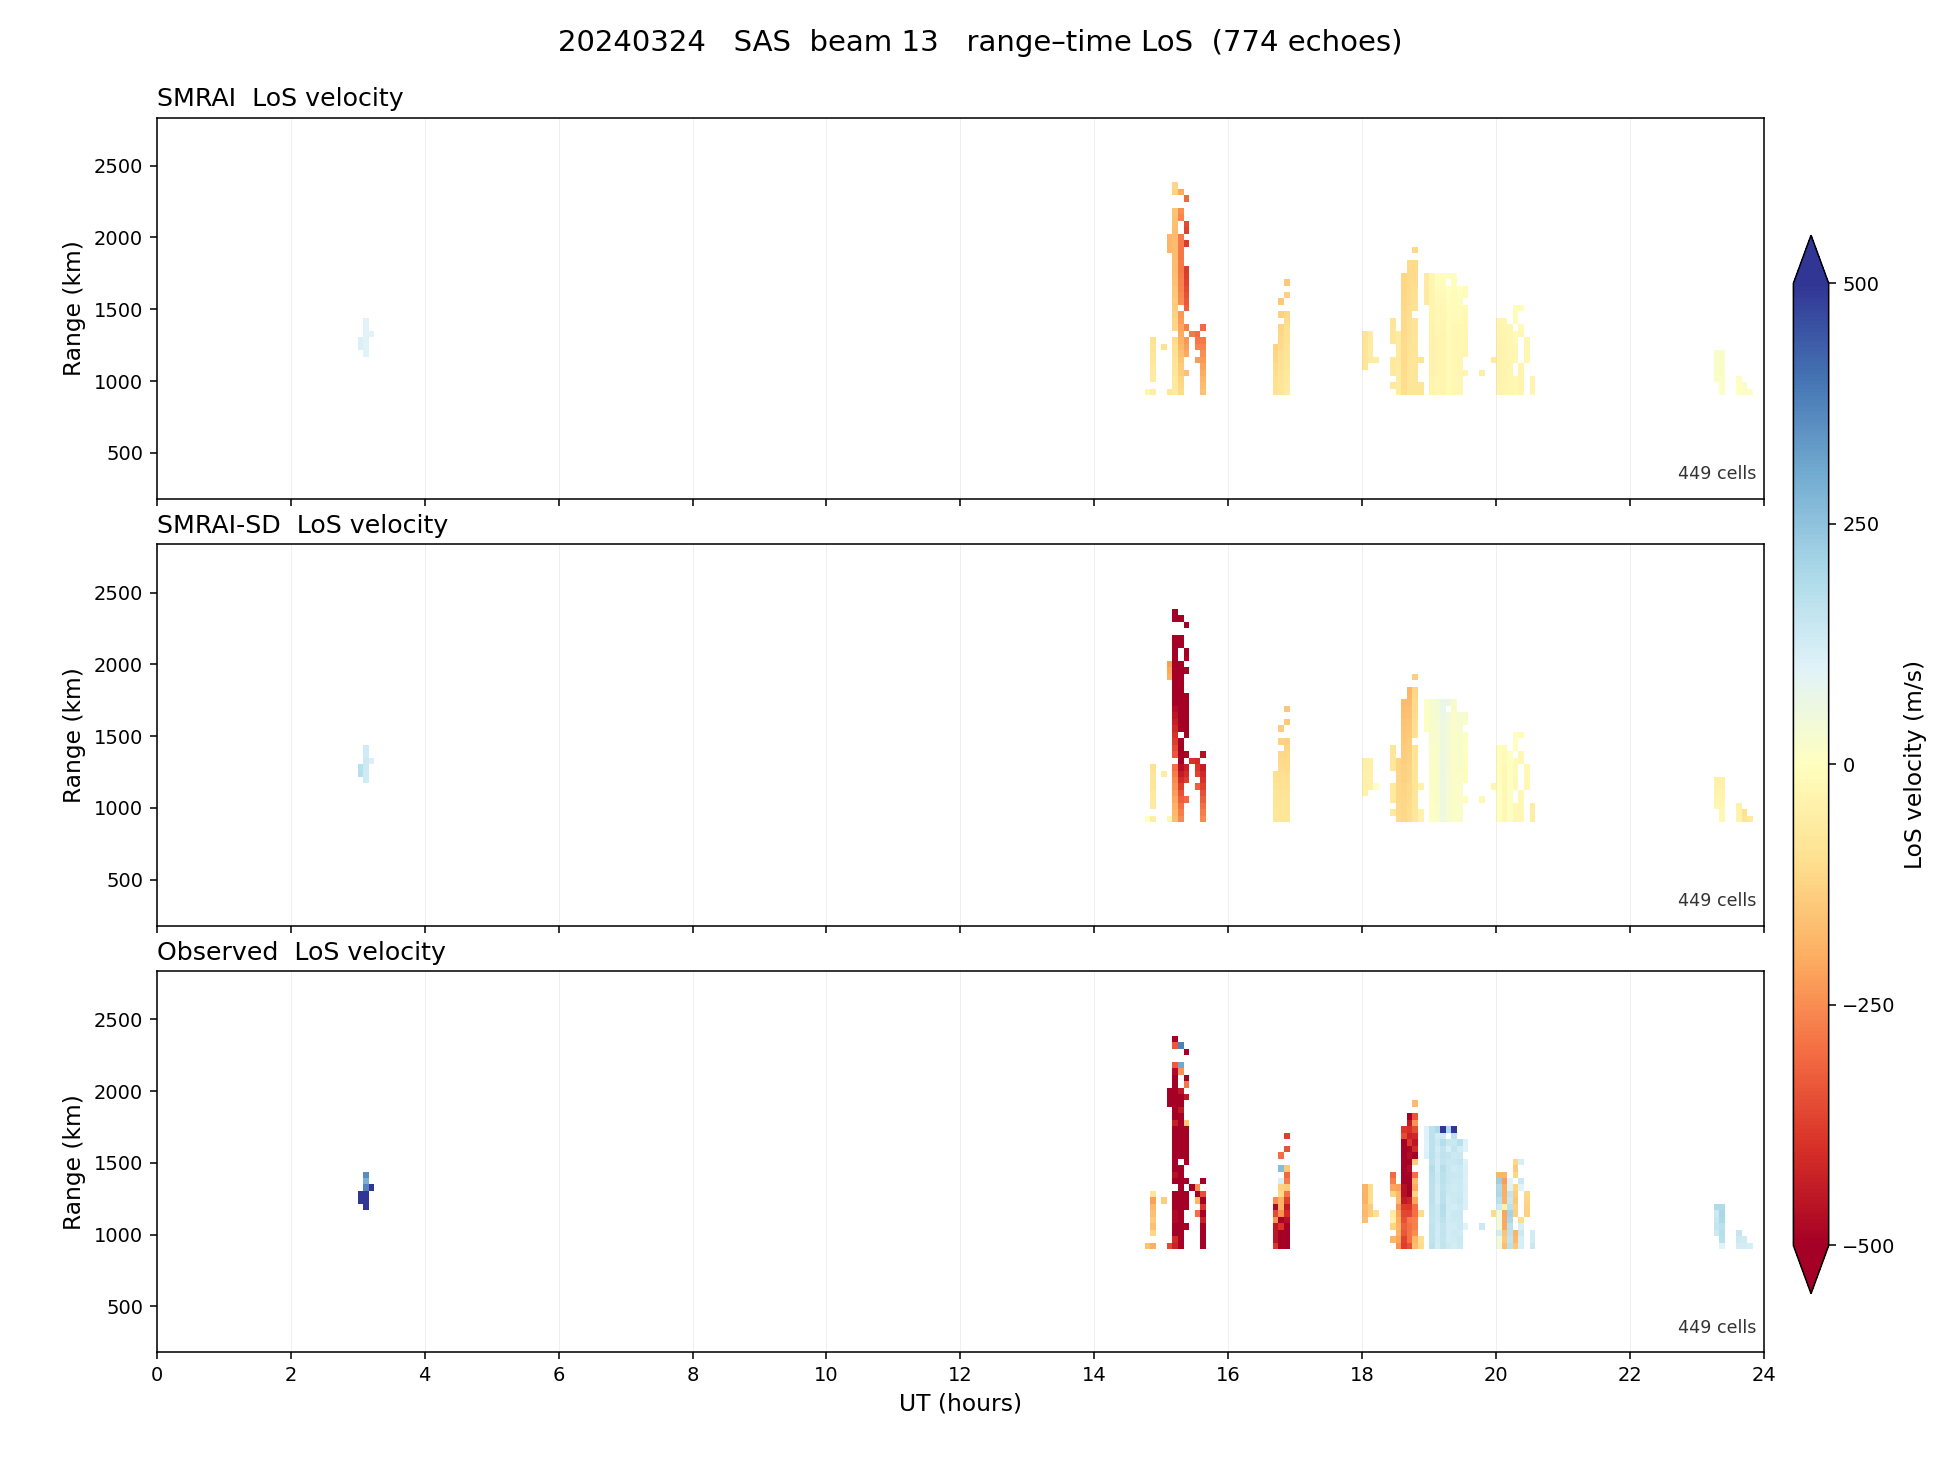 20240324   SAS  beam 13   range–time LoS  (774 echoes)
SMRAI  LoS velocity
2500
2000
1500
1000
500
Range (km)
449 cells
SMRAI-SD  LoS velocity
2500
2000
1500
1000
500
Range (km)
449 cells
Observed  LoS velocity
2500
2000
1500
1000
500
Range (km)
449 cells
0 2 4 6 8 10 12 14 16 18 20 22 24
UT (hours)
500
250
0
−250
−500
LoS velocity (m/s)